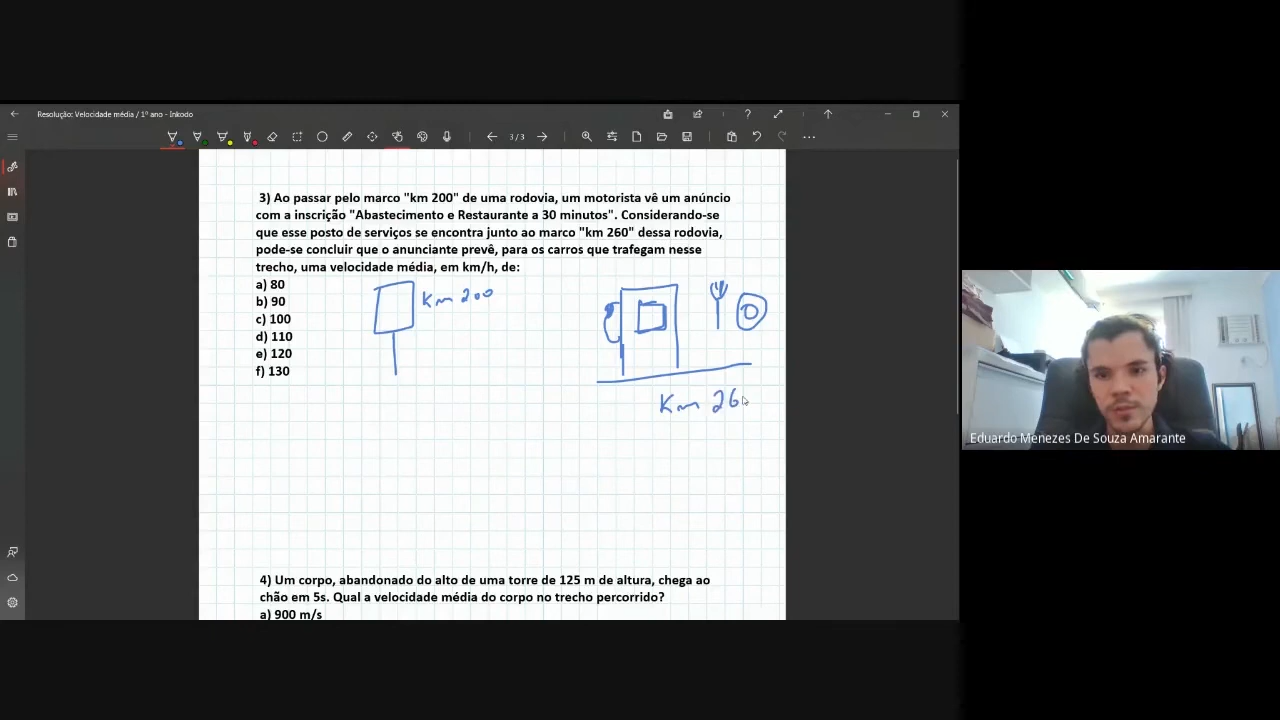 Resolução: Velocidade média / 1º ano - Inkodo
3/3
3) Ao passar pelo marco "km 200" de uma rodovia, um motorista vê um anúncio
com a inscrição "Abastecimento e Restaurante a 30 minutos". Considerando-se
que esse posto de serviços se encontra junto ao marco "km 260" dessa rodovia,
pode-se concluir que o anunciante prevê, para os carros que trafegam nesse
trecho, uma velocidade média, em km/h, de:
a) 80
b) 90
c) 100
d) 110
e) 120
f) 130
Km 200
Km 26
4) Um corpo, abandonado do alto de uma torre de 125 m de altura, chega ao
chão em 5s. Qual a velocidade média do corpo no trecho percorrido?
a) 900 m/s
Eduardo Menezes De Souza Amarante